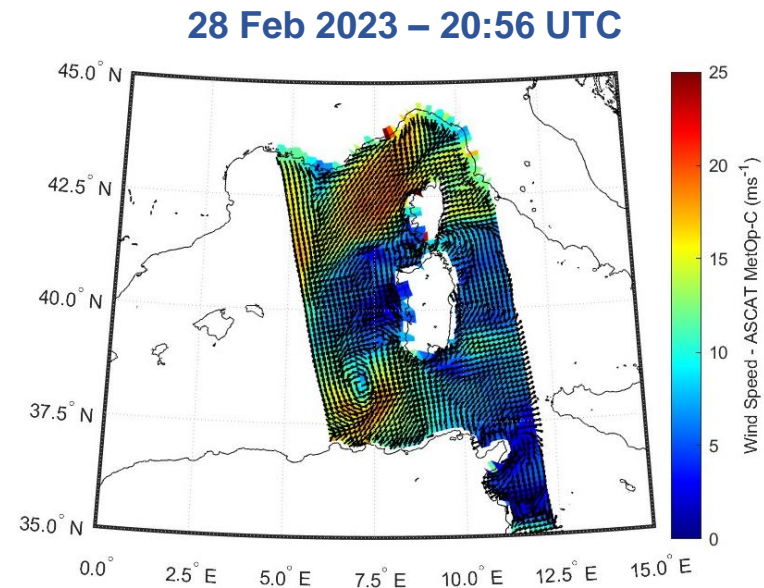 28 Feb 2023 – 20:56 UTC
45.0° N
42.5° N
40.0° N
37.5° N
35.0° N
0.0°
2.5° E
5.0° E
7.5° E
10.0° E
12.5° E
15.0° E
25
20
15
10
5
0
Wind Speed - ASCAT MetOp-C (ms⁻¹)